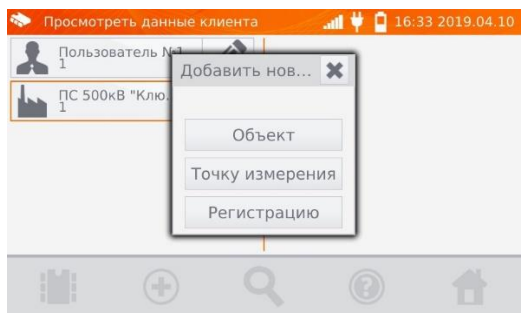 Просмотреть данные клиента 16:33 2019.04.10
Пользователь №1
1
ПС 500кВ "Клю.
1
Добавить нов...
Объект
Точку измерения
Регистрацию